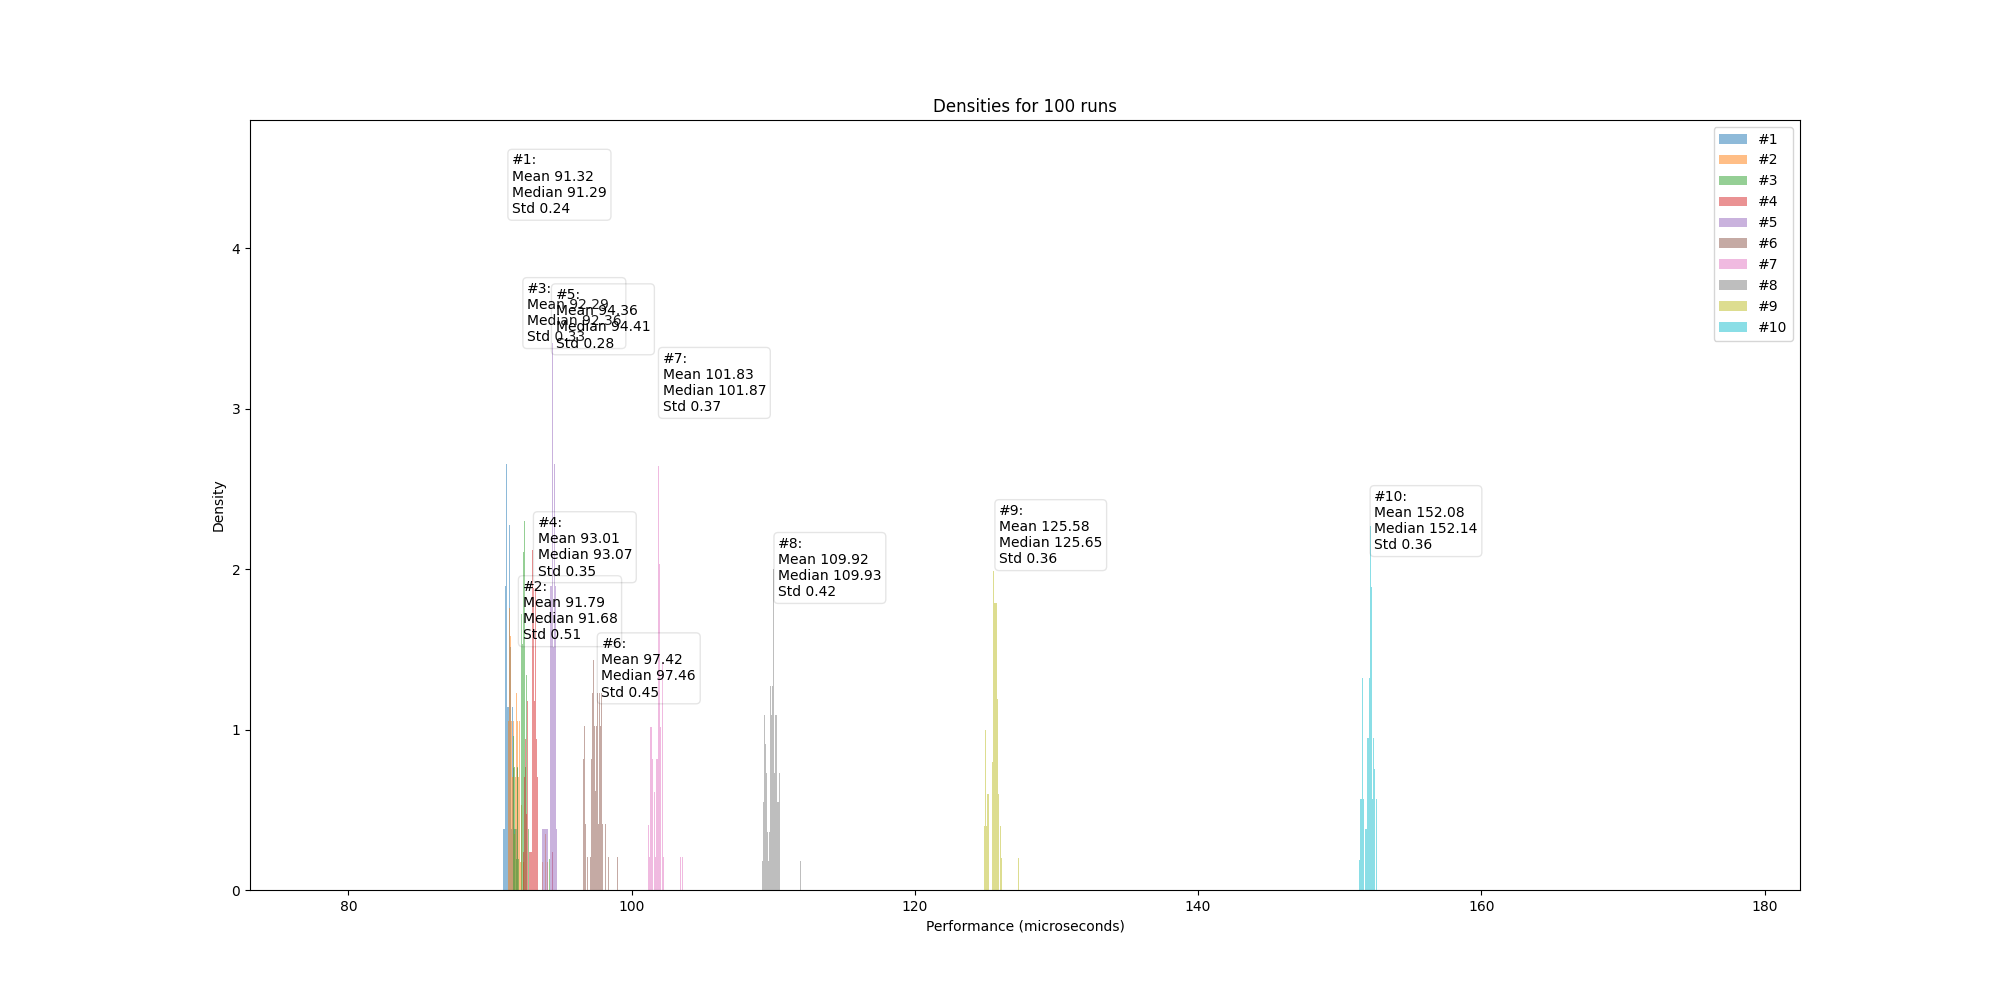 Densities for 100 runs
#1:
Mean 91.32
Median 91.29
Std 0.24
#3:
Mean 92.29
Median 92.36
Std 0.33
#5:
Mean 94.36
Median 94.41
Std 0.28
#7:
Mean 101.83
Median 101.87
Std 0.37
#4:
Mean 93.01
Median 93.07
Std 0.35
#2:
Mean 91.79
Median 91.68
Std 0.51
#6:
Mean 97.42
Median 97.46
Std 0.45
#8:
Mean 109.92
Median 109.93
Std 0.42
#9:
Mean 125.58
Median 125.65
Std 0.36
#10:
Mean 152.08
Median 152.14
Std 0.36
#1
#2
#3
#4
#5
#6
#7
#8
#9
#10
Density
4
3
2
1
0
80
100
120
140
160
180
Performance (microseconds)